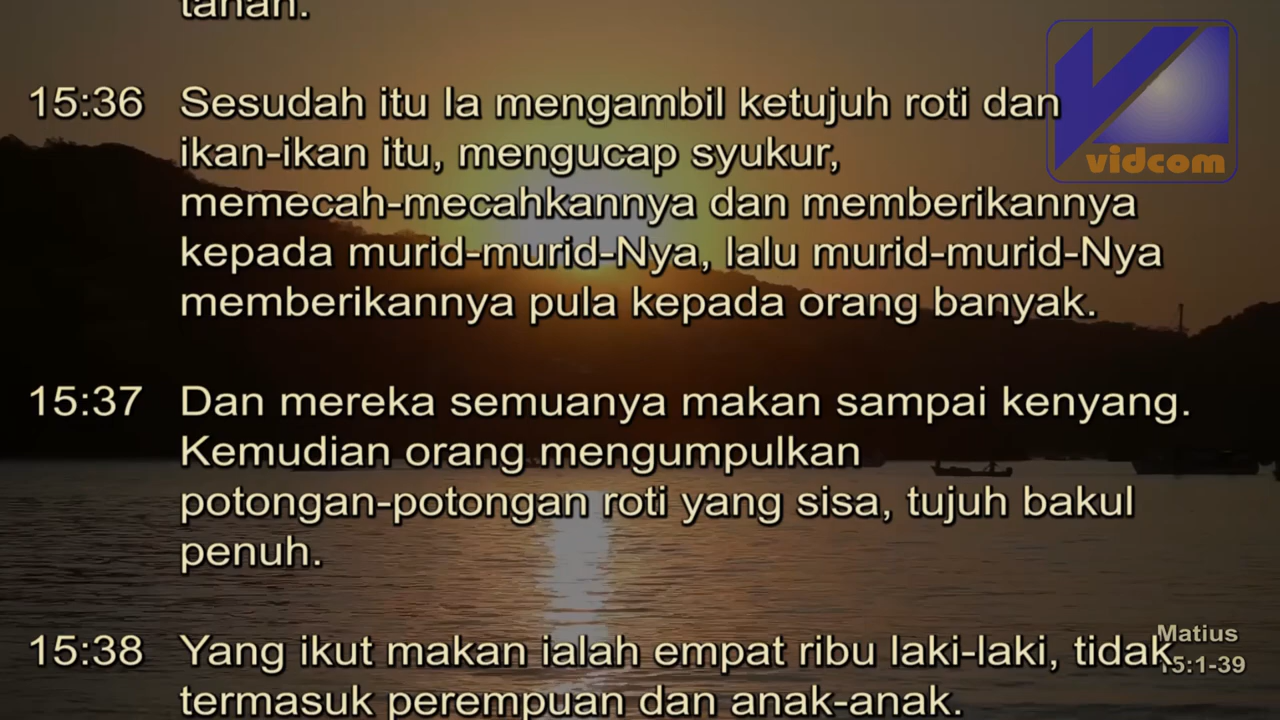 tanah.
15:36 Sesudah itu Ia mengambil ketujuh roti dan
ikan-ikan itu, mengucap syukur,
memecah-mecahkannya dan memberikannya
kepada murid-murid-Nya, lalu murid-murid-Nya
memberikannya pula kepada orang banyak.
15:37 Dan mereka semuanya makan sampai kenyang.
Kemudian orang mengumpulkan
potongan-potongan roti yang sisa, tujuh bakul
penuh.
15:38 Yang ikut makan ialah empat ribu laki-laki, tidak
termasuk perempuan dan anak-anak.
vidcom
Matius
15:1-39